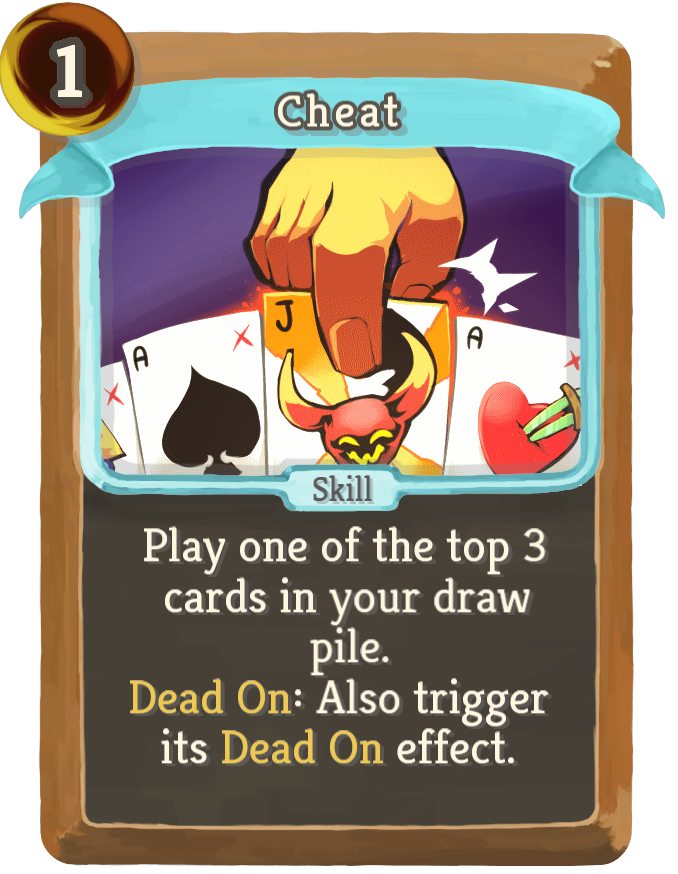 1
Cheat
A
J
A
Skill
Play one of the top 3
cards in your draw
pile.
Dead On: Also trigger
its Dead On effect.